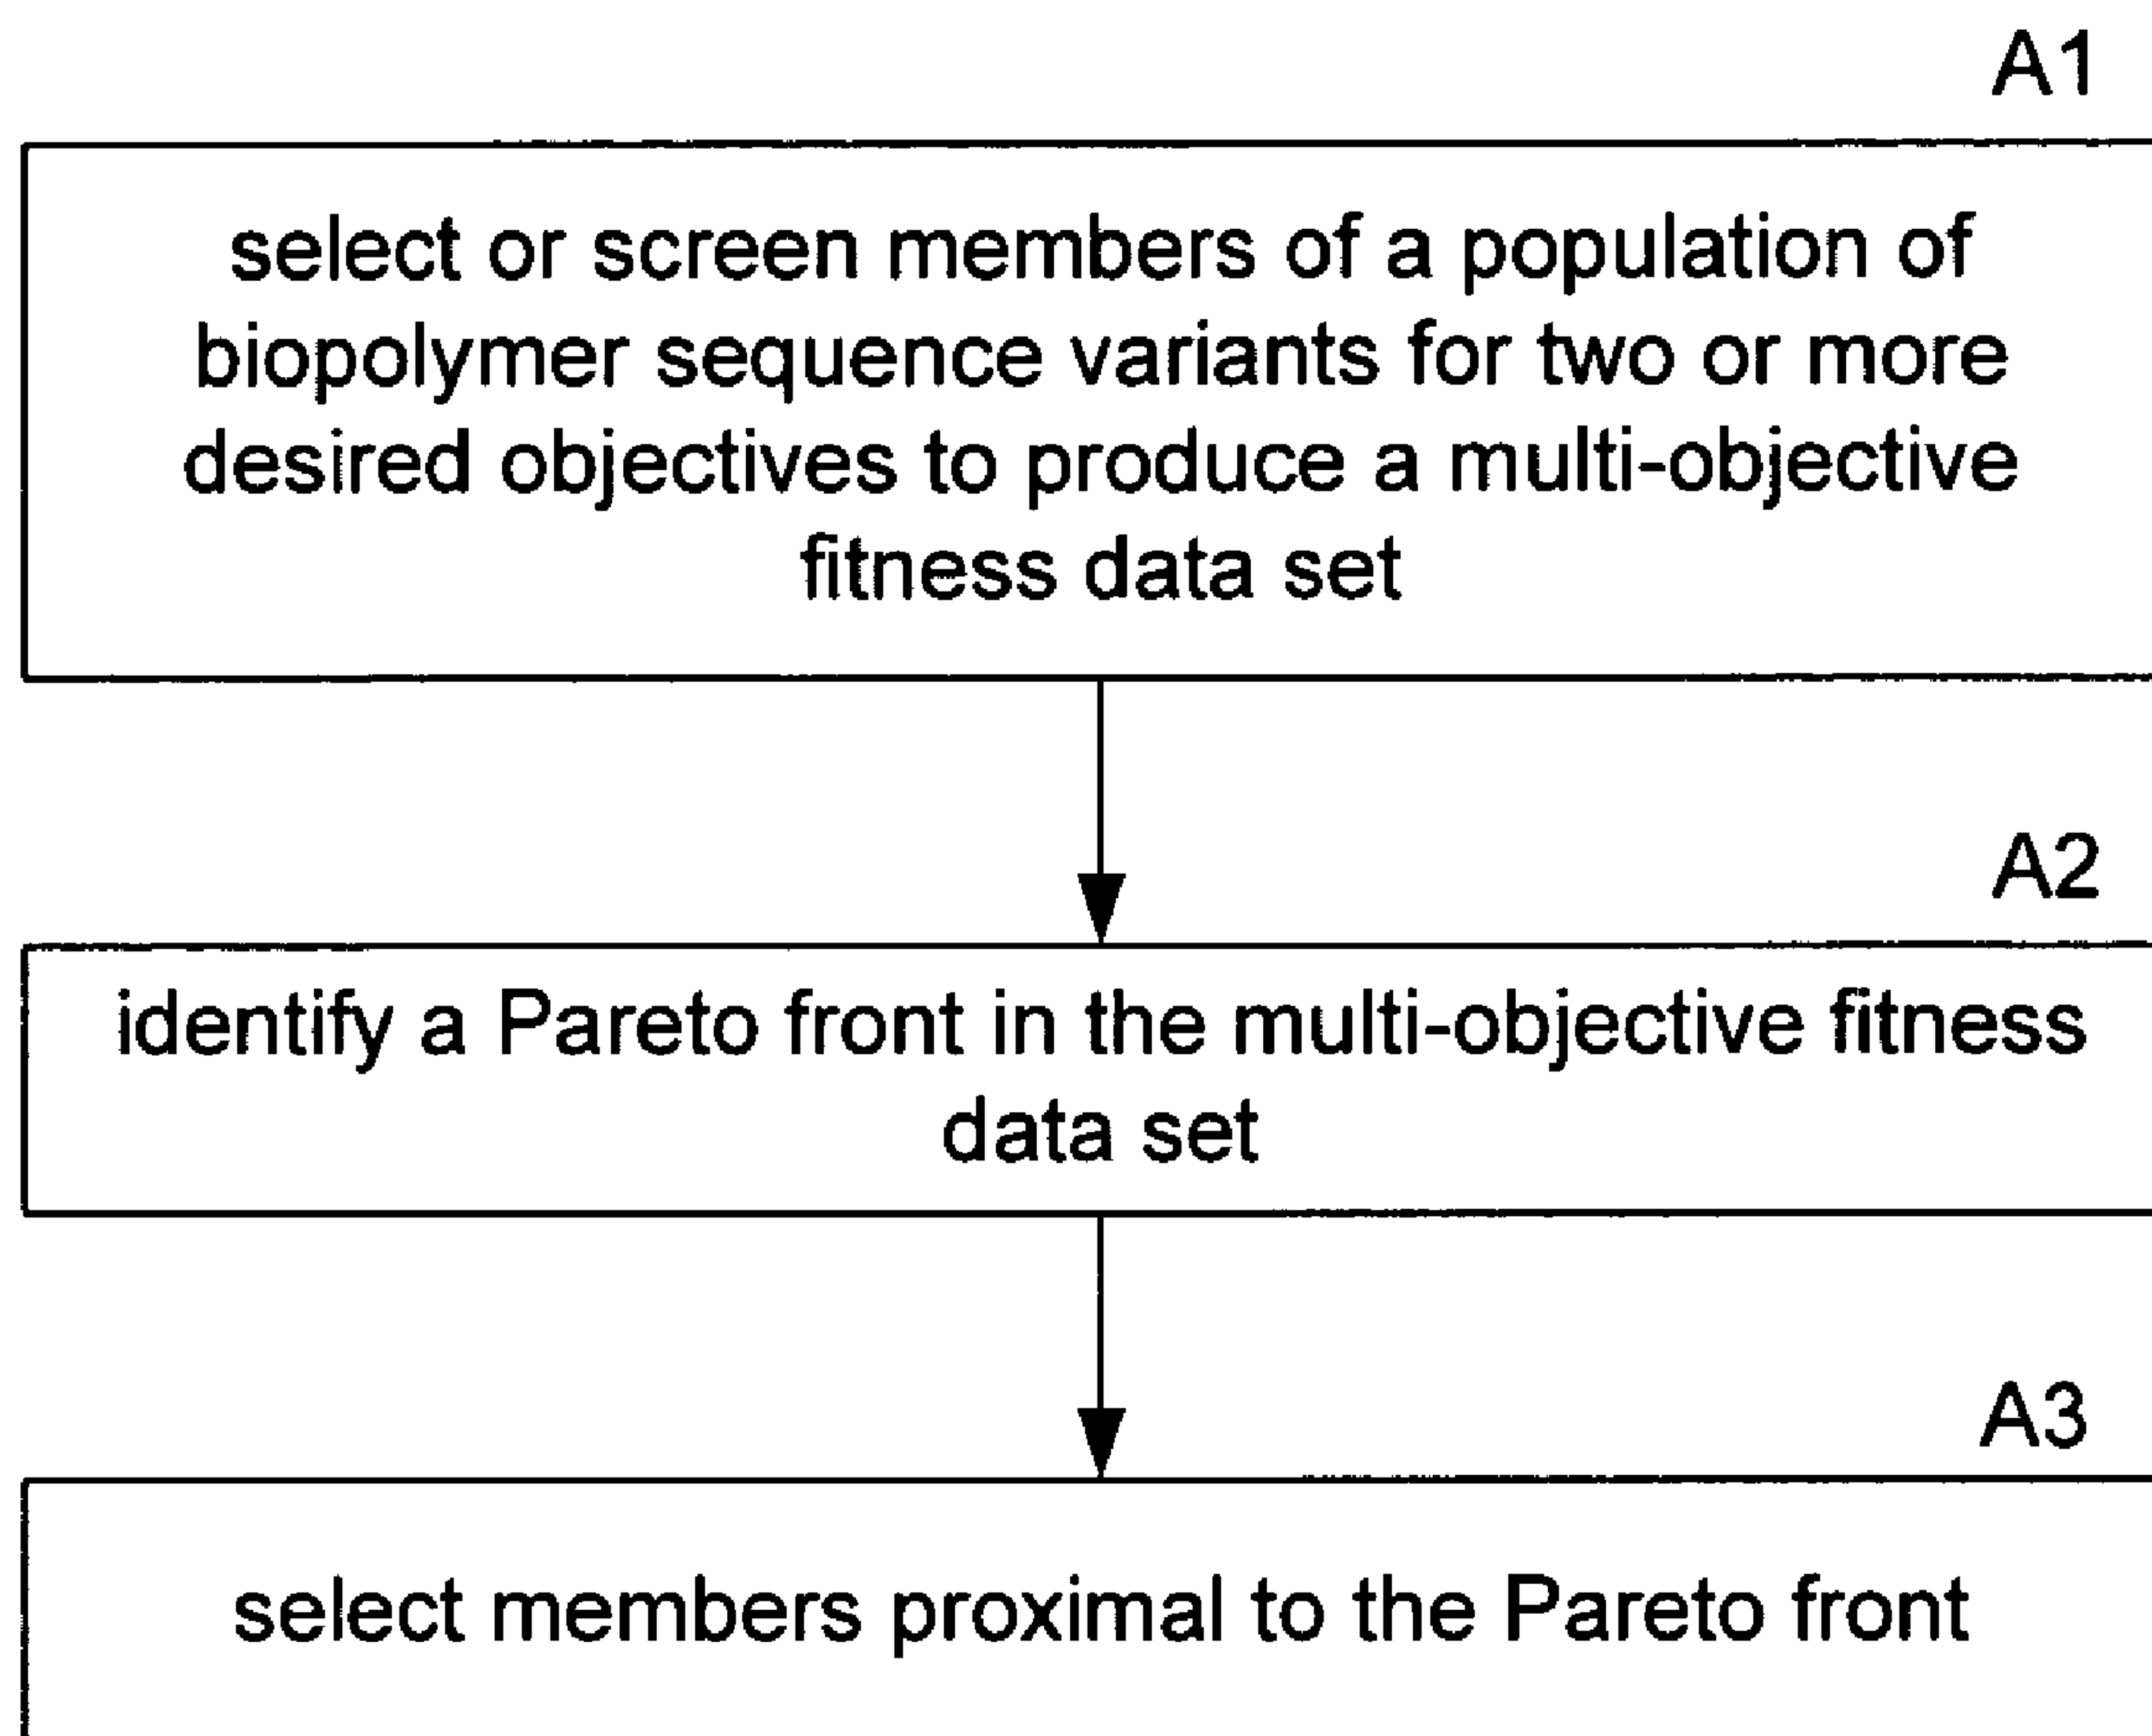 A1
select or screen members of a population of
biopolymer sequence variants for two or more
desired objectives to produce a multi-objective
fitness data set
A2
identify a Pareto front in the multi-objective fitness
data set
A3
select members proximal to the Pareto front